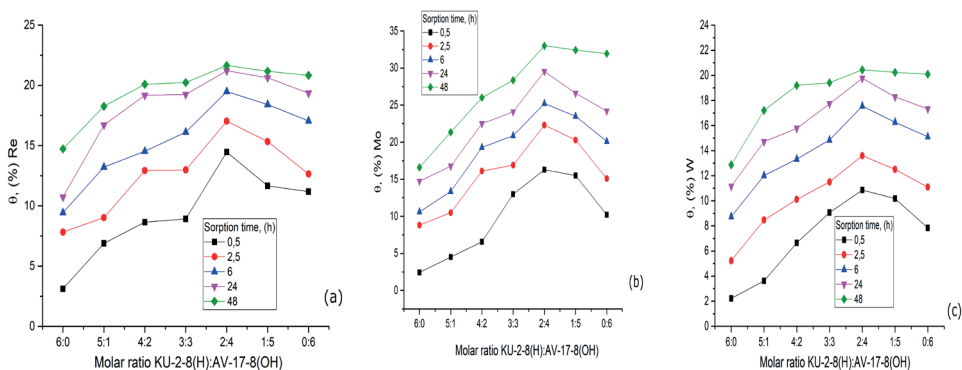 θ, (%) Re
25
20
15
10
5
0
6:0 5:1 4:2 3:3 2:4 1:5 0:6
Molar ratio KU-2-8(H):AV-17-8(OH)
Sorption time, (h)
0,5
2,5
6
24
48
(a)
θ, (%) Mo
35
30
25
20
15
10
5
0
6:0 5:1 4:2 3:3 2:4 1:5 0:6
Molar ratio KU-2-8(H):AV-17-8(OH)
Sorption time, (h)
0,5
2,5
6
24
48
(b)
θ, (%) W
24
22
20
18
16
14
12
10
8
6
4
2
0
6:0 5:1 4:2 3:3 2:4 1:5 0:6
Molar ratio KU-2-8(H):AV-17-8(OH)
Sorption time, (h)
0,5
2,5
6
24
48
(c)